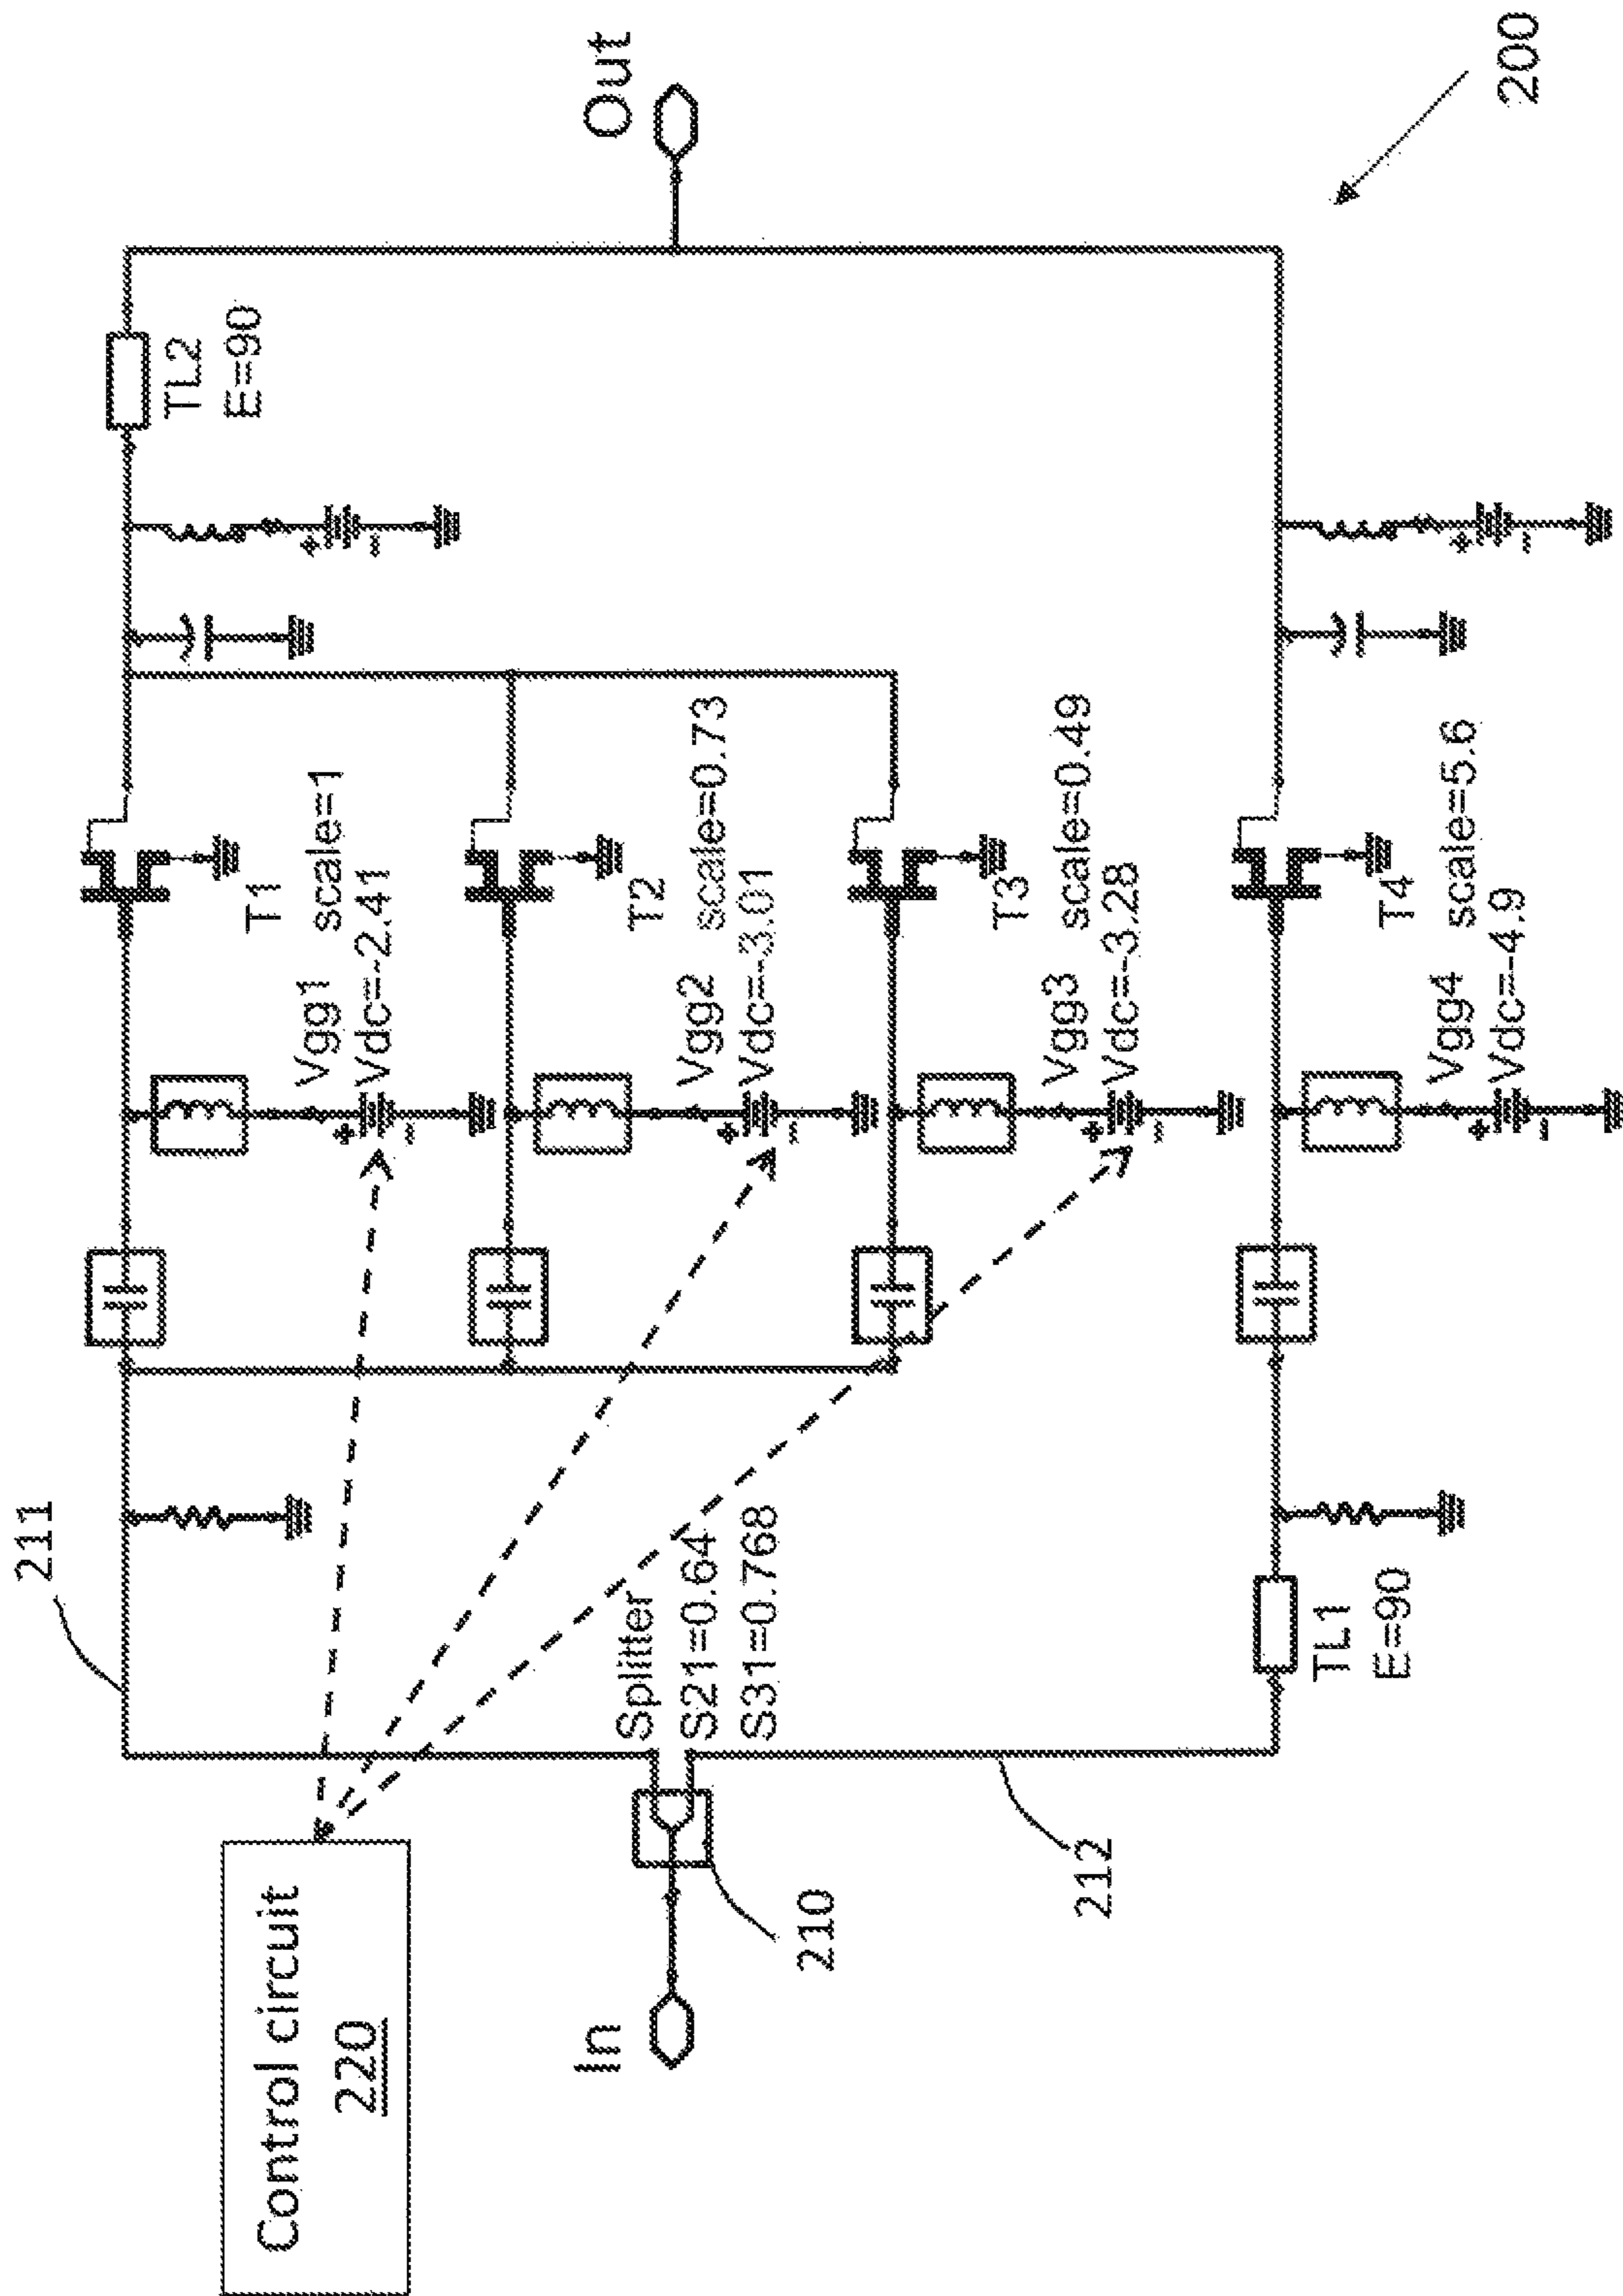 Control circuit
220
211
In
210
Splitter
S21=0.64
S31=0.768
212
TL1
E=90
Vgg1
Vdc=-2.41
T1
scale=1
Vgg2
Vdc=-3.01
T2
scale=0.73
Vgg3
Vdc=-3.28
T3
scale=0.49
Vgg4
Vdc=-4.9
T4
scale=5.6
TL2
E=90
Out
200